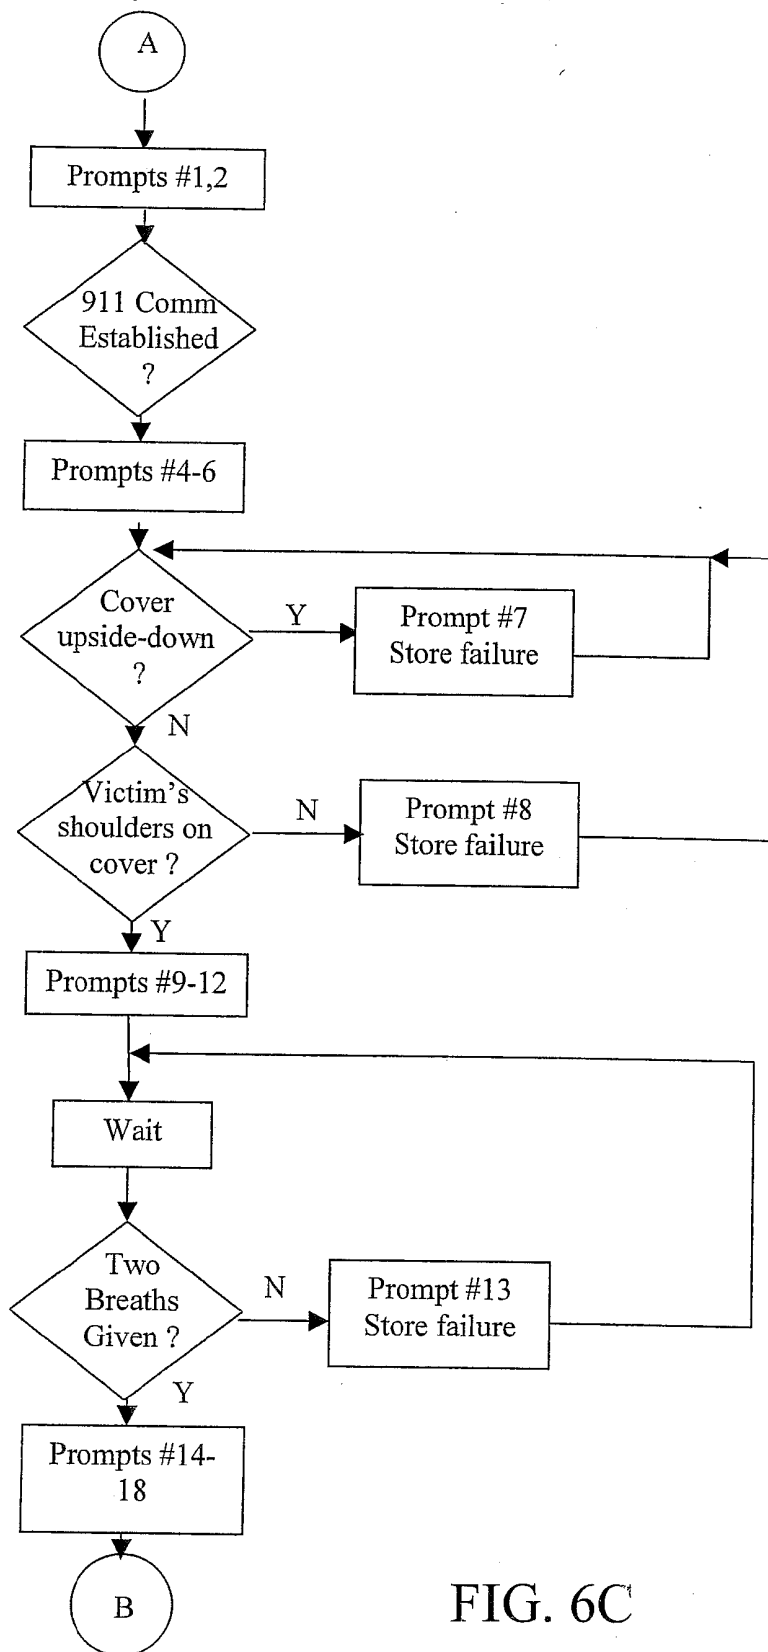 A
Prompts #1,2
911 Comm
Established
?
Prompts #4-6
Cover
upside-down
?
Y
Prompt #7
Store failure
N
Victim's
shoulders on
cover ?
N
Prompt #8
Store failure
Y
Prompts #9-12
Wait
Two
Breaths
Given ?
N
Prompt #13
Store failure
Y
Prompts #14-
18
B
FIG. 6C